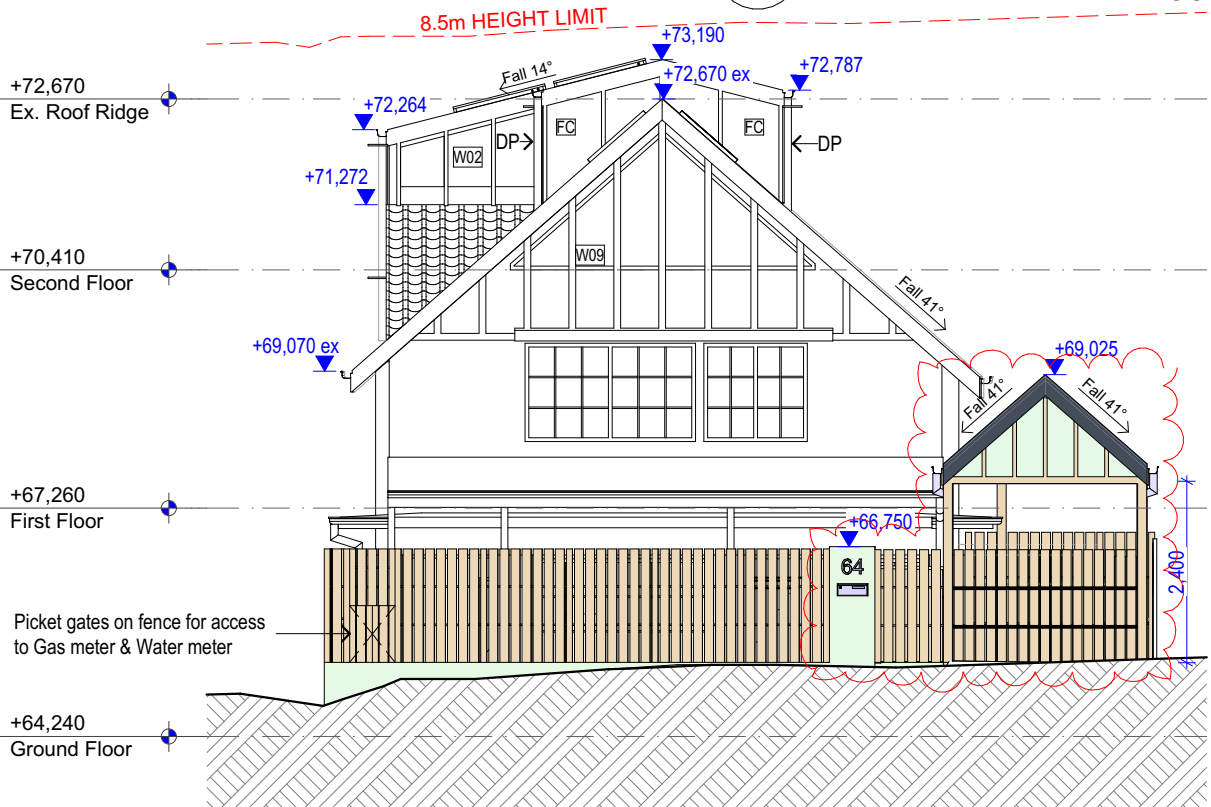 8.5m HEIGHT LIMIT
+73,190
+72,670
Ex. Roof Ridge
Fall 14°
+72,670 ex
+72,787
+72,264
FC
FC
DP
DP
W02
+71,272
+70,410
Second Floor
W09
Fall 41°
+69,070 ex
+69,025
Fall 41°
Fall 41°
+67,260
First Floor
+66,750
64
2,400
Picket gates on fence for access
to Gas meter & Water meter
+64,240
Ground Floor